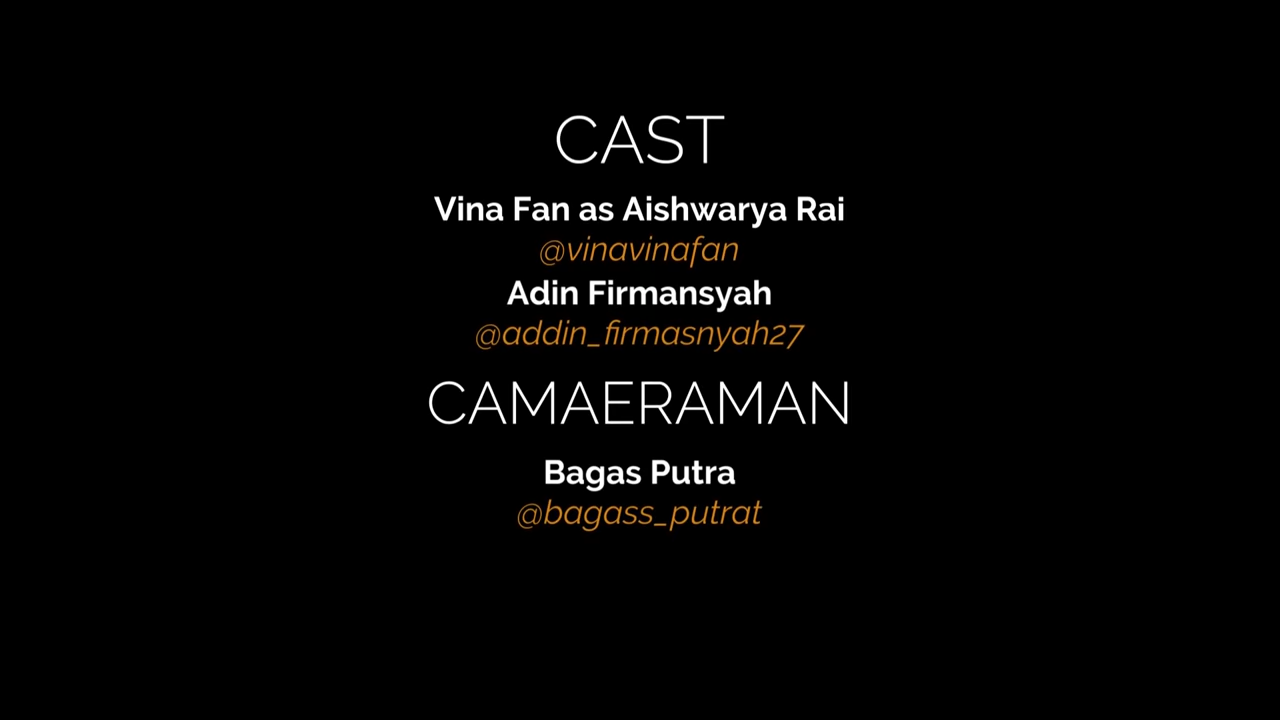 CAST
Vina Fan as Aishwarya Rai
@vinavinafan
Adin Firmansyah
@addin_firmasnyah27
CAMAERAMAN
Bagas Putra
@bagass_putrat